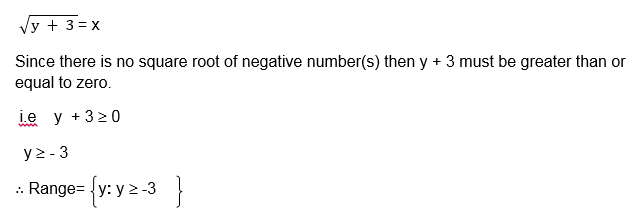 √y + 3 = x
Since there is no square root of negative number(s) then y + 3 must be greater than or
equal to zero.
i.e y + 3 ≥ 0
y ≥ - 3
∴ Range= {y: y ≥ -3 }